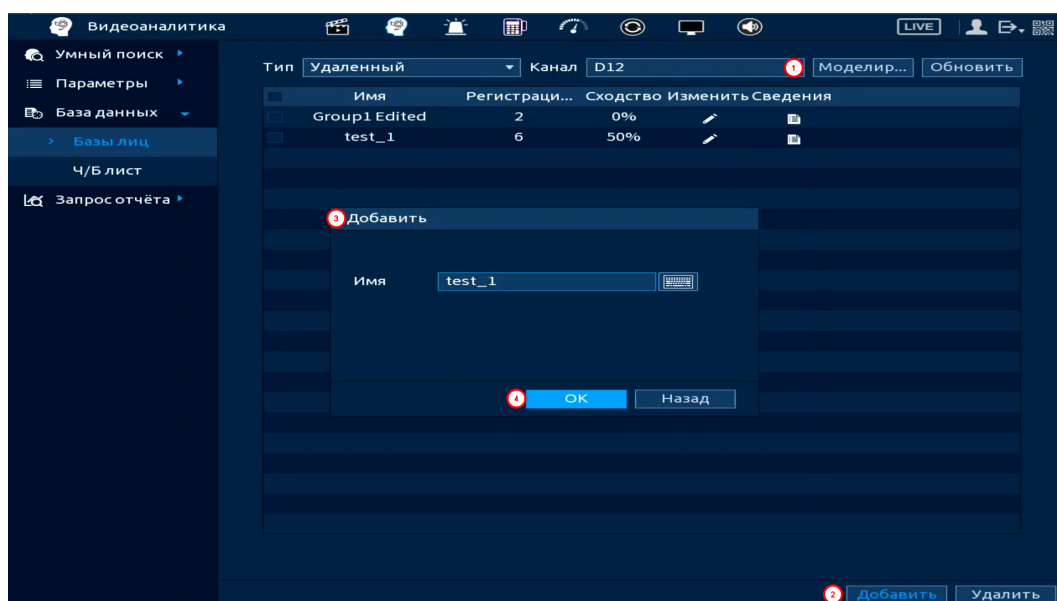 Видеоаналитика
LIVE
Умный поиск
Параметры
База данных
> Базы лиц
Ч/Б лист
Запрос отчёта
Тип Удаленный Канал D12 1 Моделир... Обновить
Имя Регистраци... Сходство Изменить Сведения
Group1 Edited 2 0%
test_1 6 50%
3 Добавить
Имя test_1
4 OK Назад
2 Добавить Удалить